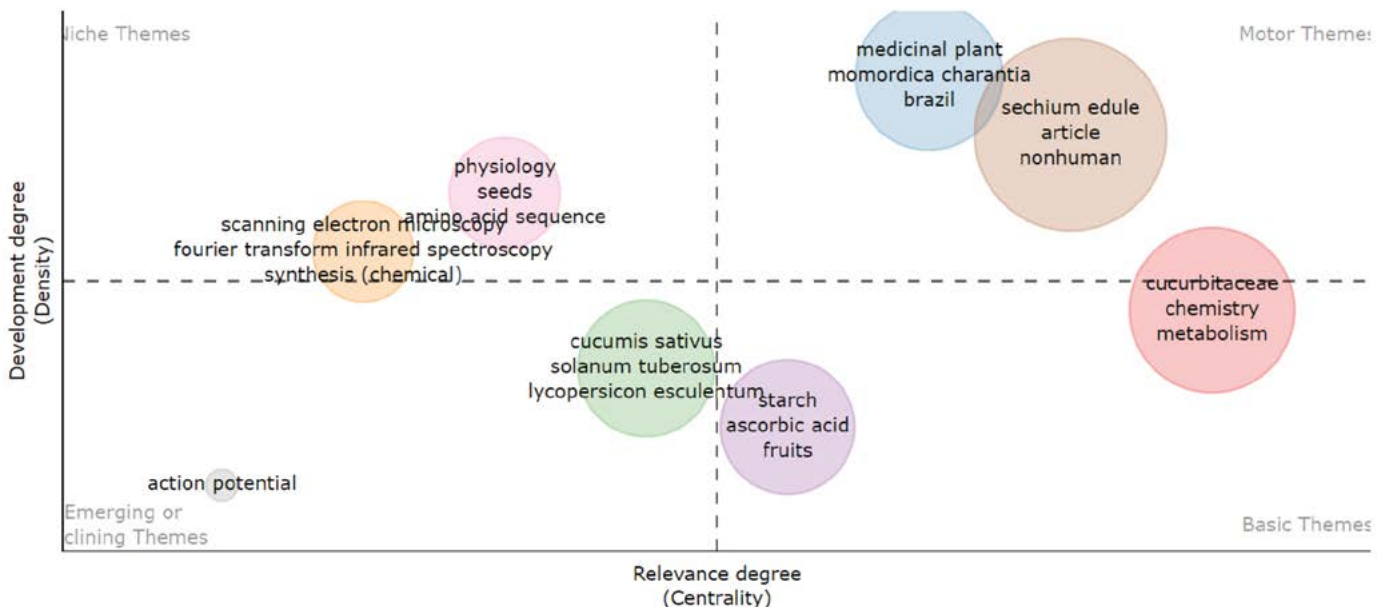 Niche Themes
Motor Themes
medicinal plant
momordica charantia
brazil
sechium edule
article
nonhuman
physiology
seeds
amino acid sequence
scanning electron microscopy
fourier transform infrared spectroscopy
synthesis (chemical)
cucurbitaceae
chemistry
metabolism
cucumis sativus
solanum tuberosum
lycopersicon esculentum
starch
ascorbic acid
fruits
action potential
Emerging or
clining Themes
Basic Themes
Development degree
(Density)
Relevance degree
(Centrality)